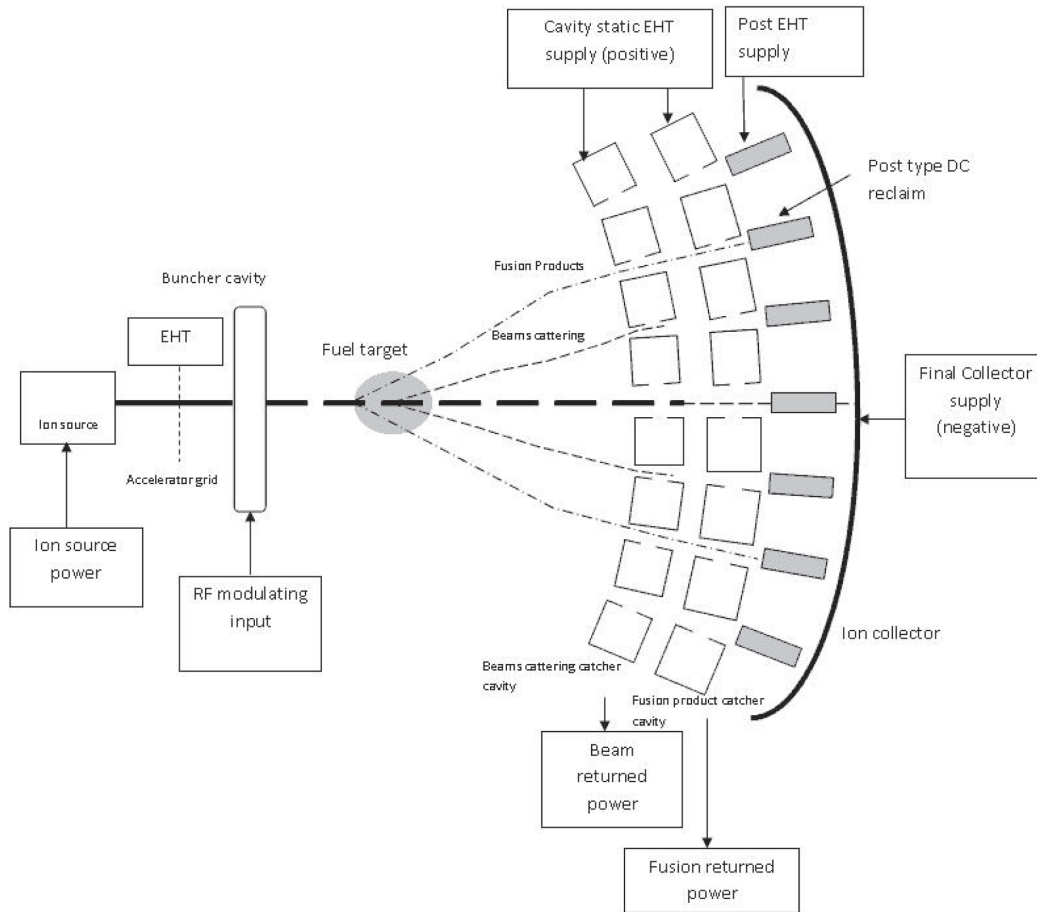 Cavity static EHT
supply (positive)
Post EHT
supply
Post type DC
reclaim
Fusion Products
Buncher cavity
EHT
Beams cattering
Fuel target
Ion source
Final Collector
supply
(negative)
Accelerator grid
Ion source
power
RF modulating
input
Ion collector
Beams cattering catcher
cavity
Fusion product catcher
cavity
Beam
returned
power
Fusion returned
power